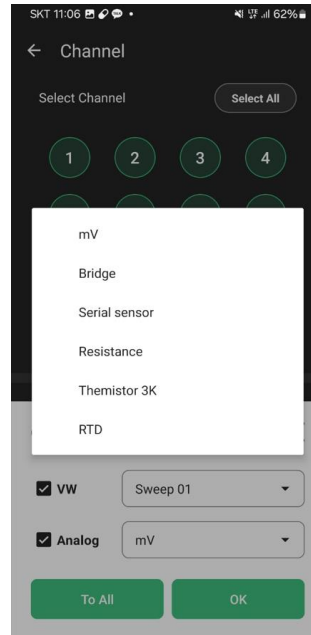 SKT 11:06 LTE 62%
Channel
Select Channel Select All
1 2 3 4
mV
Bridge
Serial sensor
Resistance
Themistor 3K
RTD
VW Sweep 01
Analog mV
To All OK